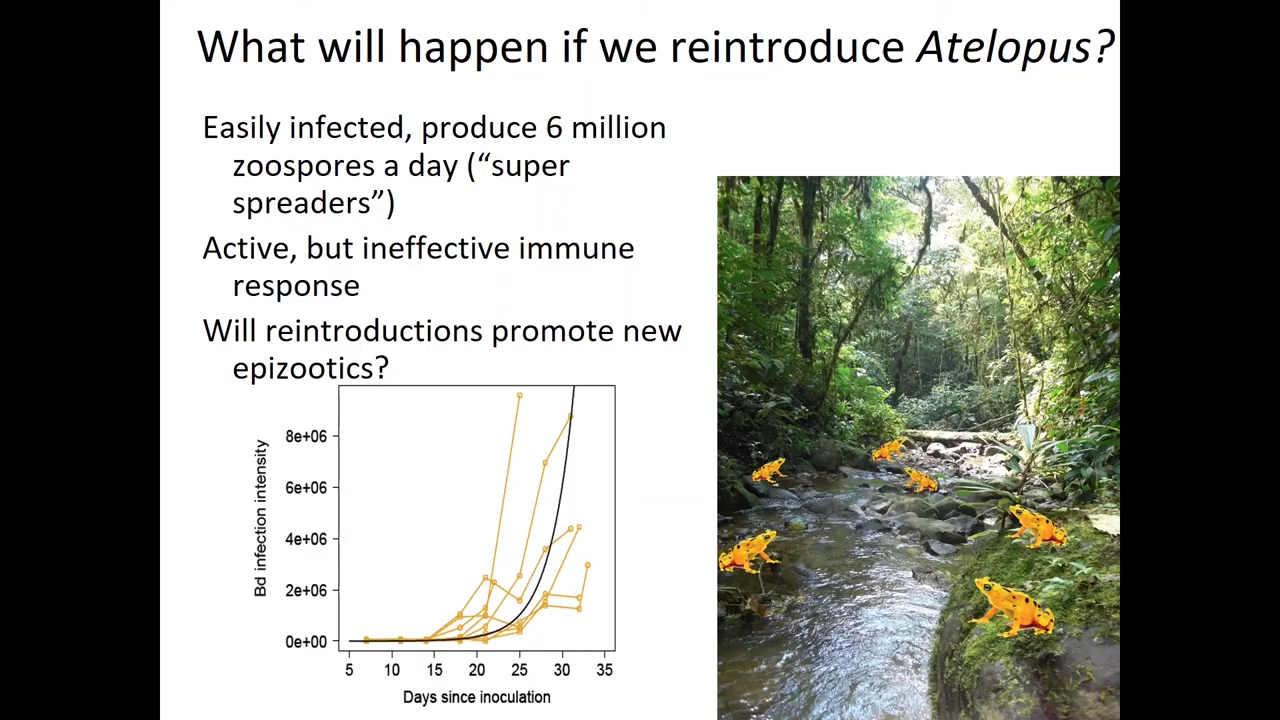 What will happen if we reintroduce Atelopus?
Easily infected, produce 6 million
zoospores a day (“super
spreaders”)
Active, but ineffective immune
response
Will reintroductions promote new
epizootics?
Bd infection intensity
8e+06
6e+06
4e+06
2e+06
0e+00
5 10 15 20 25 30 35
Days since inoculation